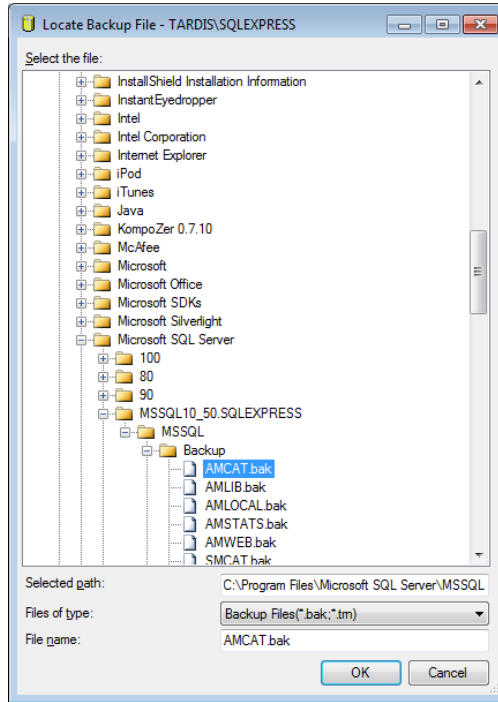 Locate Backup File - TARDIS\SQLEXPRESS
Select the file:
InstallShield Installation Information
InstantEyedropper
Intel
Intel Corporation
Internet Explorer
iPod
iTunes
Java
KompoZer 0.7.10
McAfee
Microsoft
Microsoft Office
Microsoft SDKs
Microsoft Silverlight
Microsoft SQL Server
100
80
90
MSSQL10_50.SQLEXPRESS
MSSQL
Backup
AMCAT.bak
AMLIB.bak
AMLOCAL.bak
AMSTATS.bak
AMWEB.bak
SMCAT.bak
Selected path: C:\Program Files\Microsoft SQL Server\MSSQL
Files of type: Backup Files(*.bak;*.trn)
File name: AMCAT.bak
OK Cancel